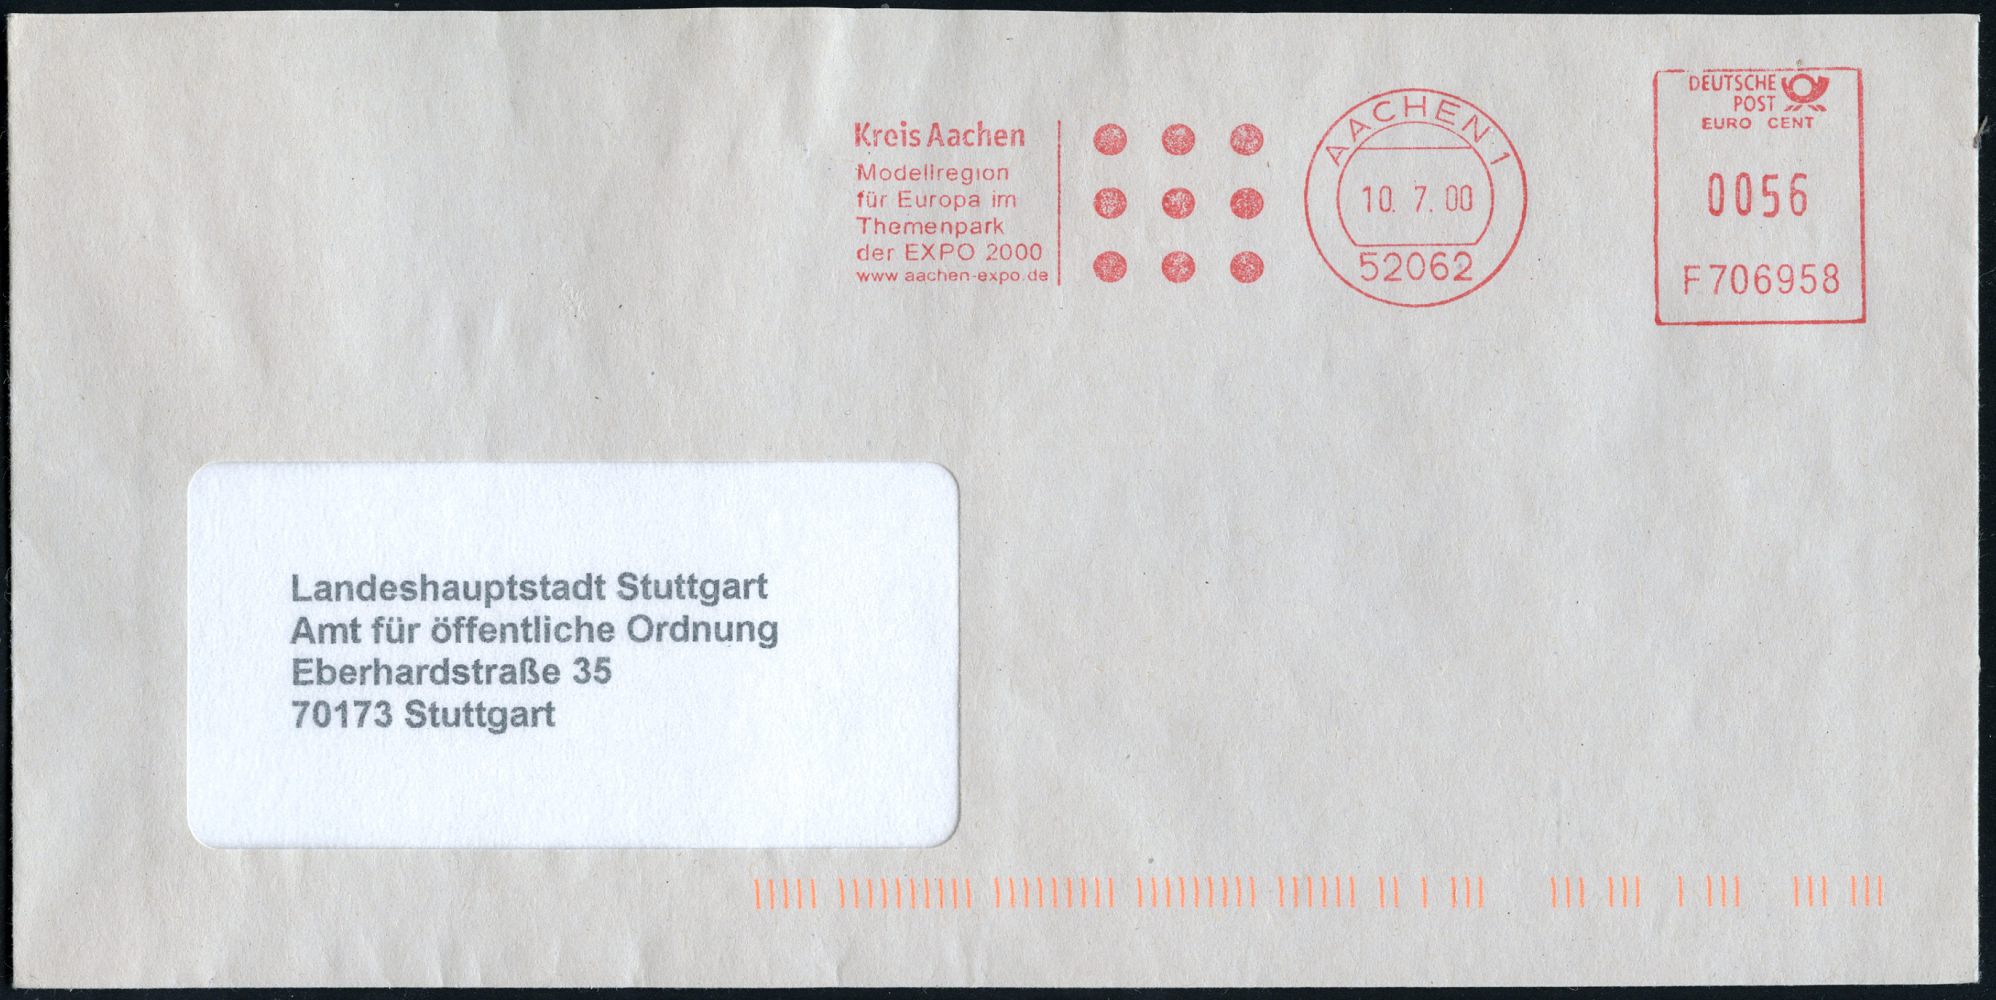 Kreis Aachen
Modellregion
für Europa im
Themenpark
der EXPO 2000
www.aachen-expo.de
AACHEN 1
10. 7. 00
52062
DEUTSCHE
POST
EURO CENT
0056
F706958
Landeshauptstadt Stuttgart
Amt für öffentliche Ordnung
Eberhardstraße 35
70173 Stuttgart